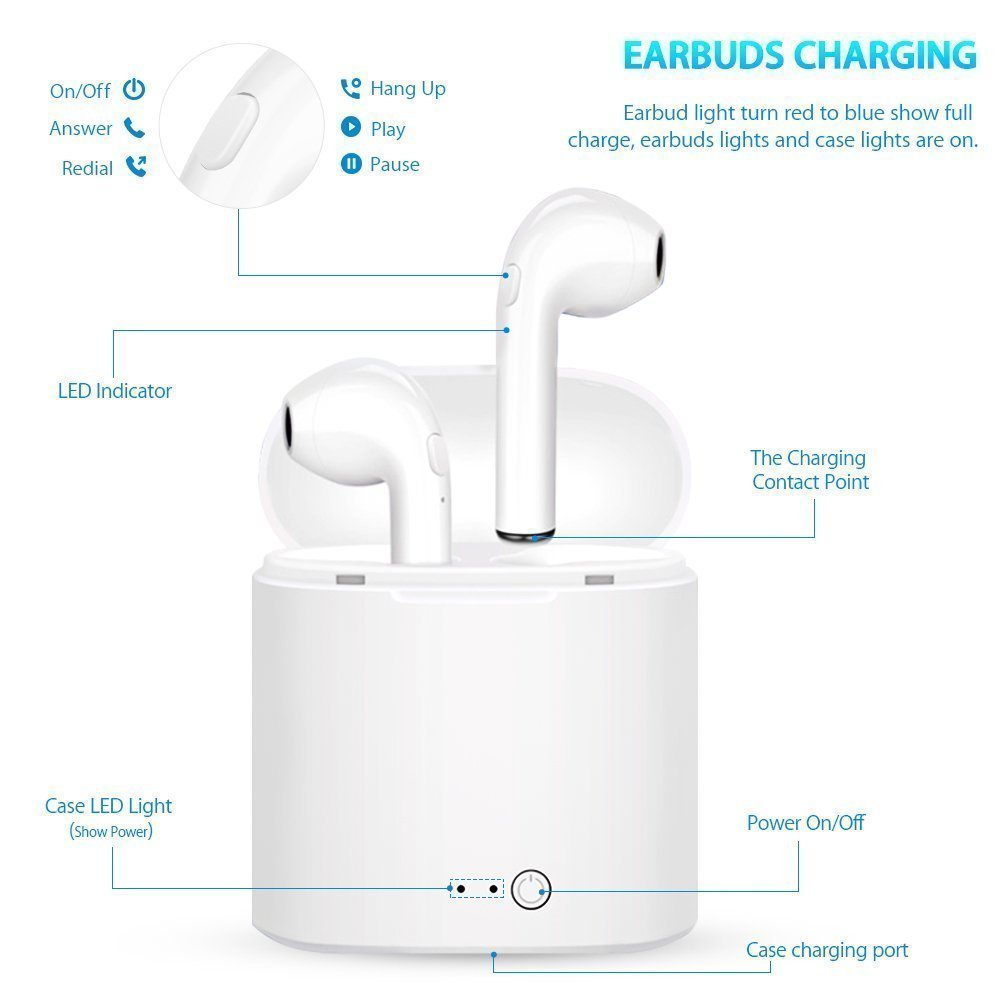 EARBUDS CHARGING
Earbud light turn red to blue show full
charge, earbuds lights and case lights are on.
On/Off
Answer
Redial
Hang Up
Play
Pause
LED Indicator
The Charging
Contact Point
Case LED Light
(Show Power)
Power On/Off
Case charging port